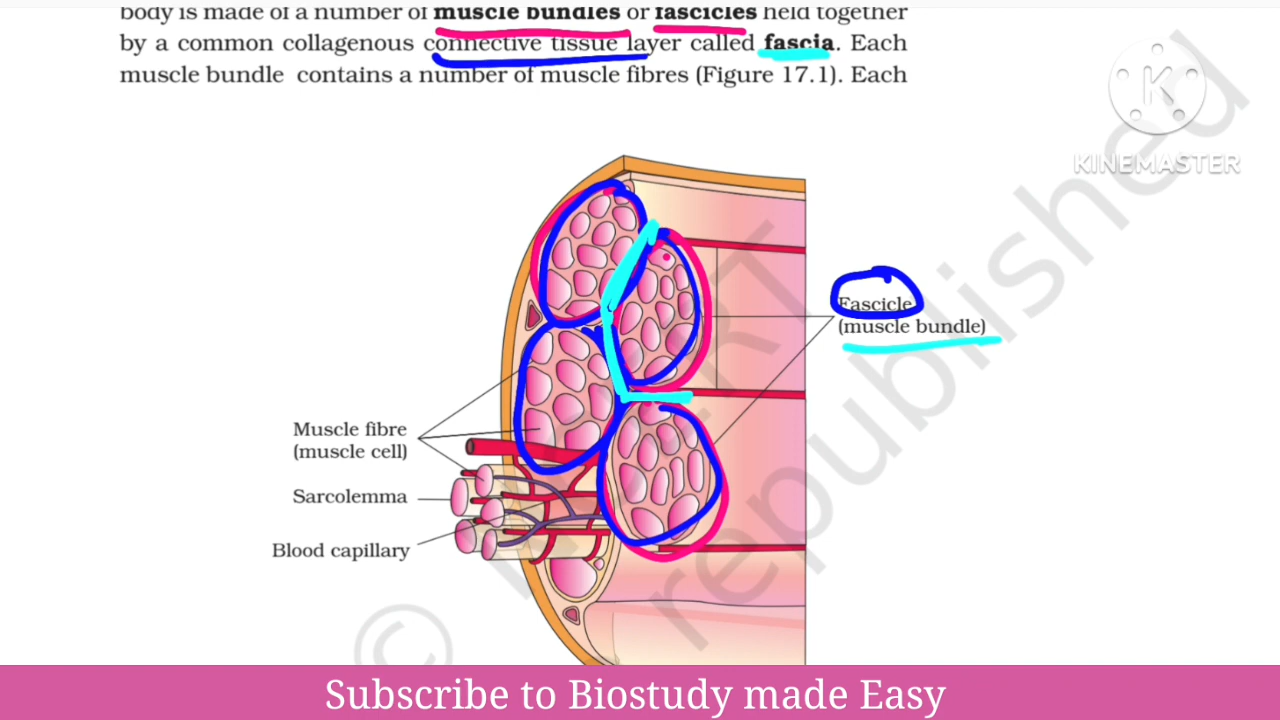 body is made of a number of muscle bundles or fascicles held together
by a common collagenous connective tissue layer called fascia. Each
muscle bundle contains a number of muscle fibres (Figure 17.1). Each
K
KINEMASTER
Fascicle
(muscle bundle)
Muscle fibre
(muscle cell)
Sarcolemma
Blood capillary
©
republished
Subscribe to Biostudy made Easy